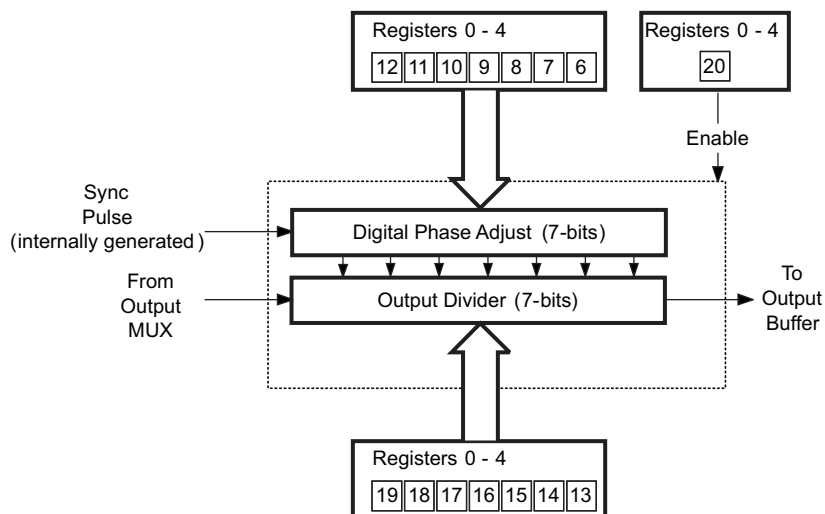 Registers 0 - 4
12 11 10 9 8 7 6
Registers 0 - 4
20
Enable
Sync
Pulse
(internally generated)
Digital Phase Adjust (7-bits)
From
Output
MUX
Output Divider (7-bits)
To
Output
Buffer
Registers 0 - 4
19 18 17 16 15 14 13